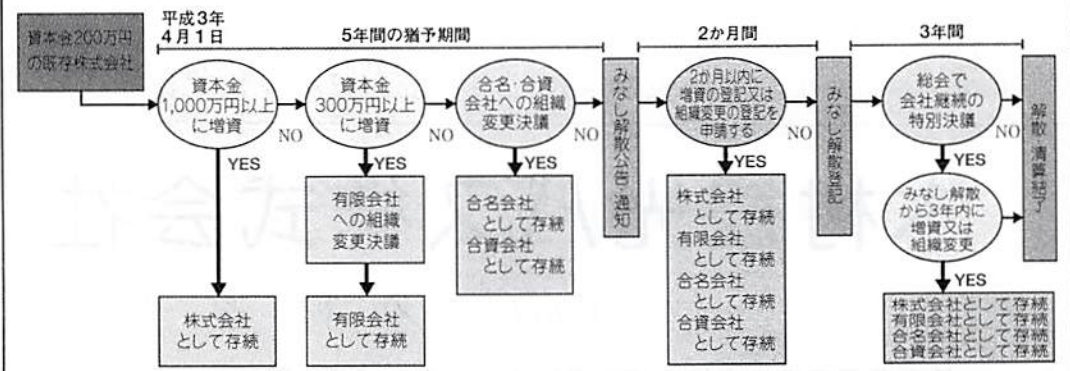 資本金200万円
の既存株式会社
平成3年
4月1日
5年間の猶予期間
2か月間
3年間
資本金
1,000万円以上
に増資
NO
YES
株式会社
として存続
資本金
300万円以上
に増資
NO
YES
有限会社
への組織
変更決議
有限会社
として存続
合名・合資
会社への組織
変更決議
NO
YES
合名会社
として存続
合資会社
として存続
みなし解散公告・通知
2か月以内に
増資の登記又は
組織変更の登記を
申請する
NO
YES
株式会社
として存続
有限会社
として存続
合名会社
として存続
合資会社
として存続
みなし解散登記
総会で
会社継続の
特別決議
NO
YES
みなし解散
から3年内に
増資又は
組織変更
YES
株式会社として存続
有限会社として存続
合名会社として存続
合資会社として存続
解散・清算結了